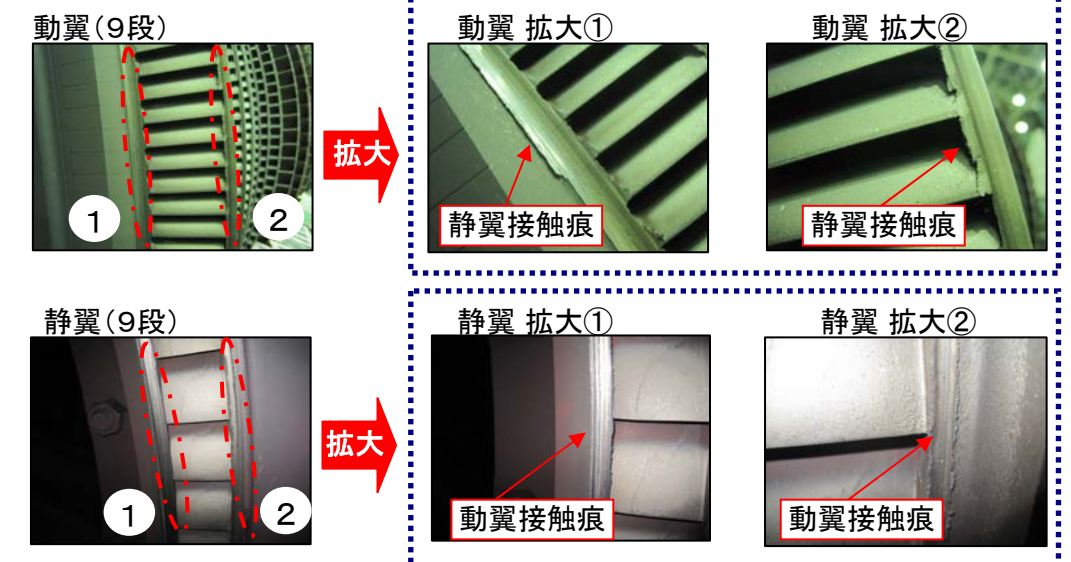 動翼（９段）
動翼 拡大①
動翼 拡大②
拡大
１
２
静翼接触痕
静翼接触痕
静翼（９段）
静翼 拡大①
静翼 拡大②
拡大
１
２
動翼接触痕
動翼接触痕